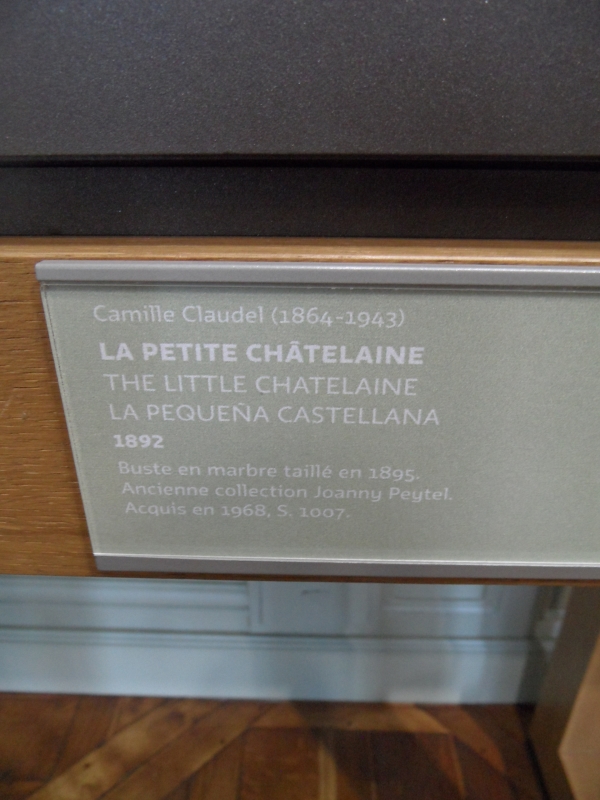 Camille Claudel (1864-1943)
LA PETITE CHÂTELAINE
THE LITTLE CHATELAINE
LA PEQUEÑA CASTELLANA
1892
Buste en marbre taillé en 1895.
Ancienne collection Joanny Peytel.
Acquis en 1968, S. 1007.